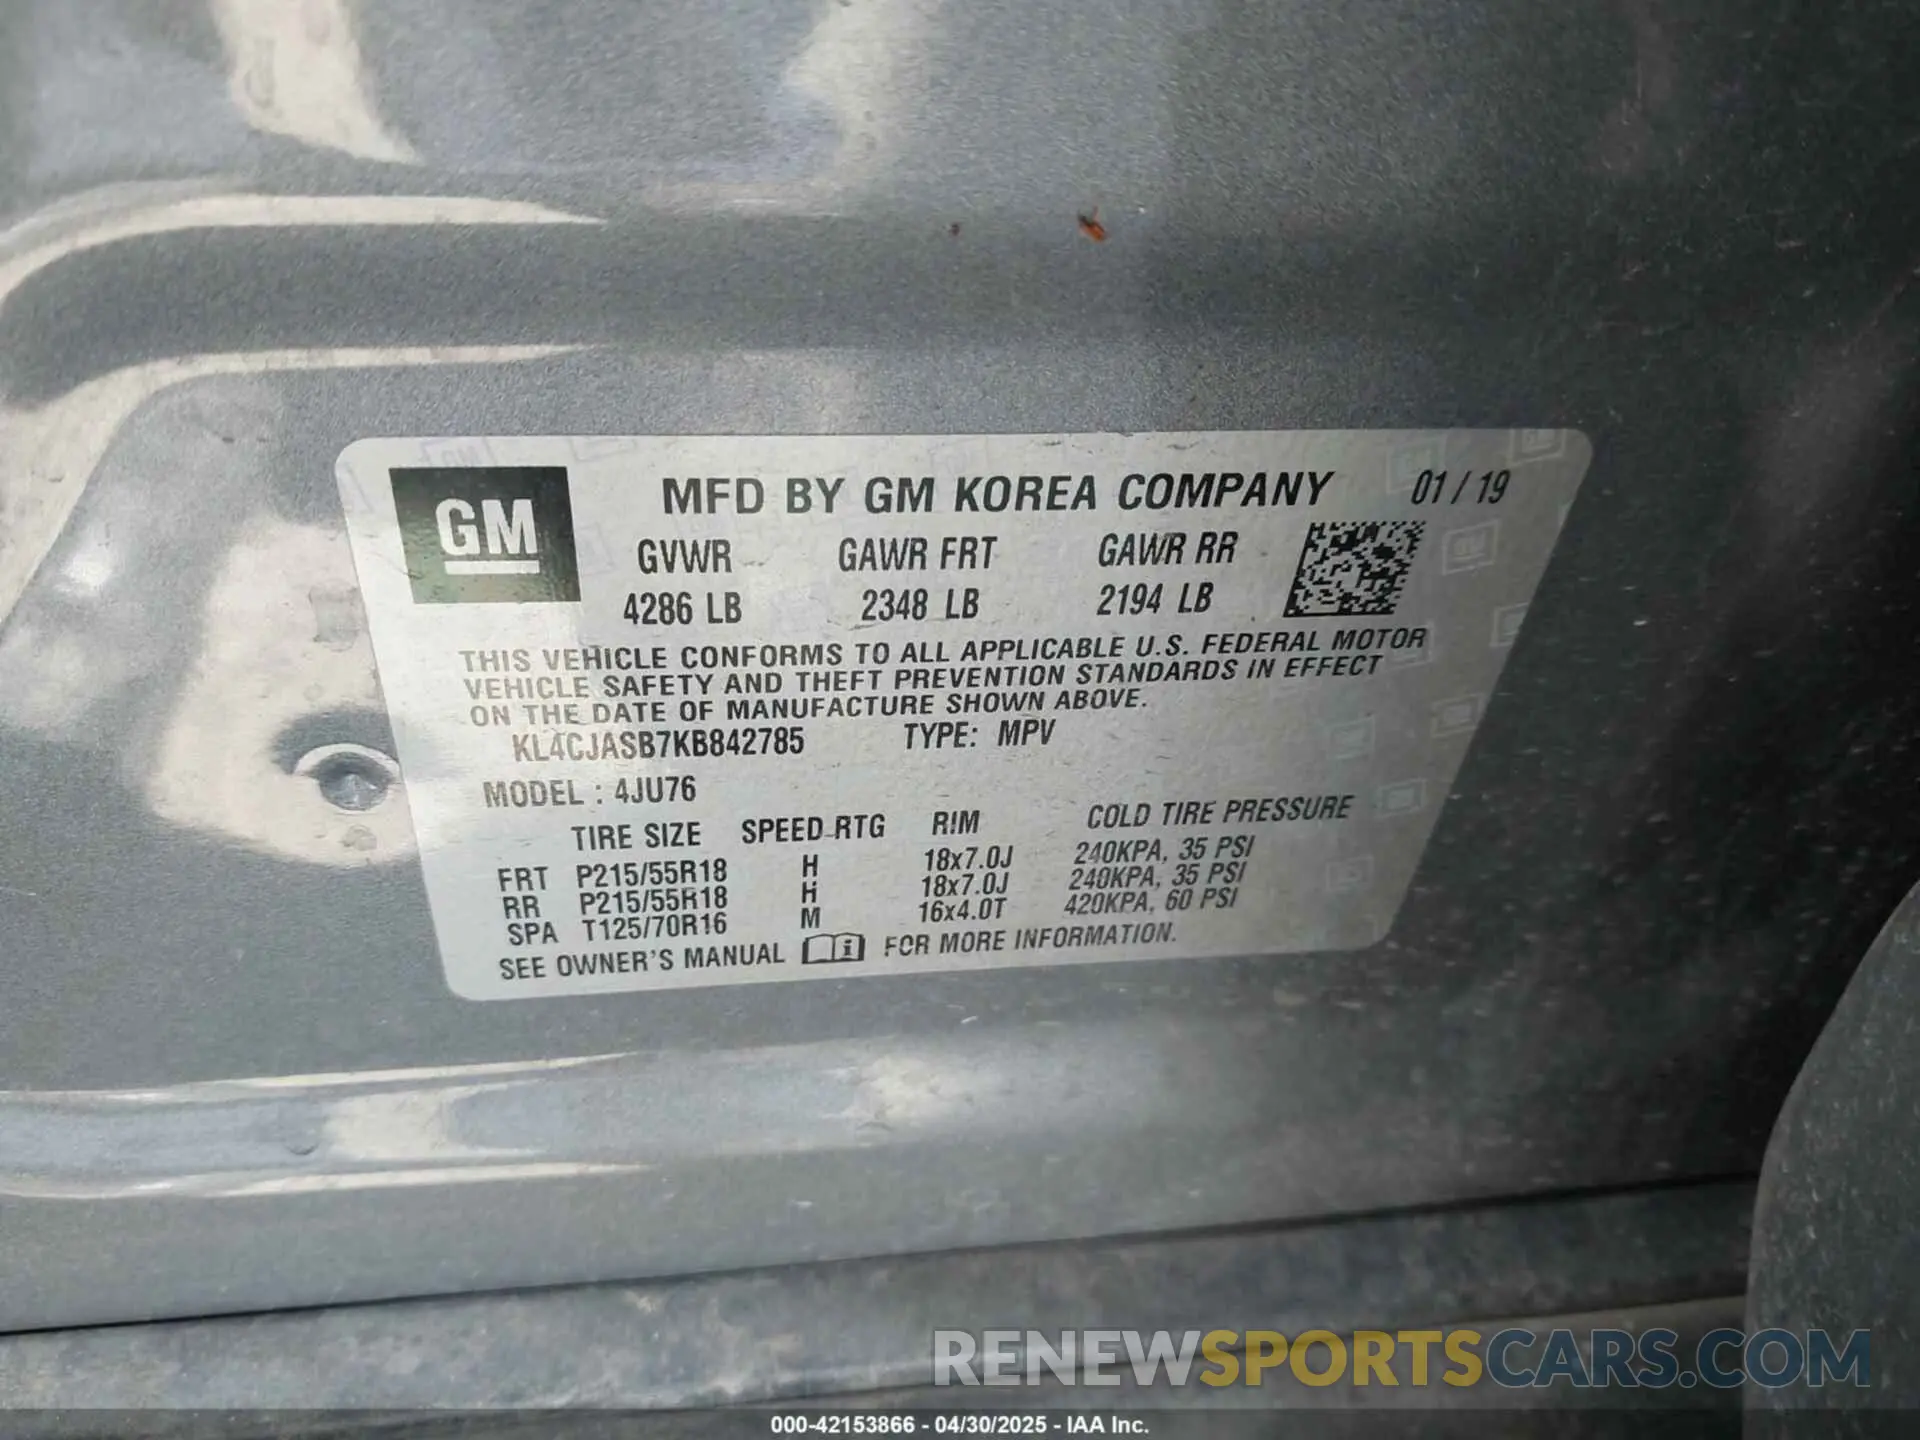 GM
MFD BY GM KOREA COMPANY 01 / 19
GVWR GAWR FRT GAWR RR
4286 LB 2348 LB 2194 LB
THIS VEHICLE CONFORMS TO ALL APPLICABLE U.S. FEDERAL MOTOR
VEHICLE SAFETY AND THEFT PREVENTION STANDARDS IN EFFECT
ON THE DATE OF MANUFACTURE SHOWN ABOVE.
KL4CJASB7KB842785 TYPE: MPV
MODEL : 4JU76
TIRE SIZE SPEED RTG RIM COLD TIRE PRESSURE
FRT P215/55R18 H 18x7.0J 240KPA, 35 PSI
RR P215/55R18 H 18x7.0J 240KPA, 35 PSI
SPA T125/70R16 M 16x4.0T 420KPA, 60 PSI
SEE OWNER'S MANUAL i FOR MORE INFORMATION.
RENEWSPORTSCARS.COM
000-42153866 - 04/30/2025 - IAA Inc.